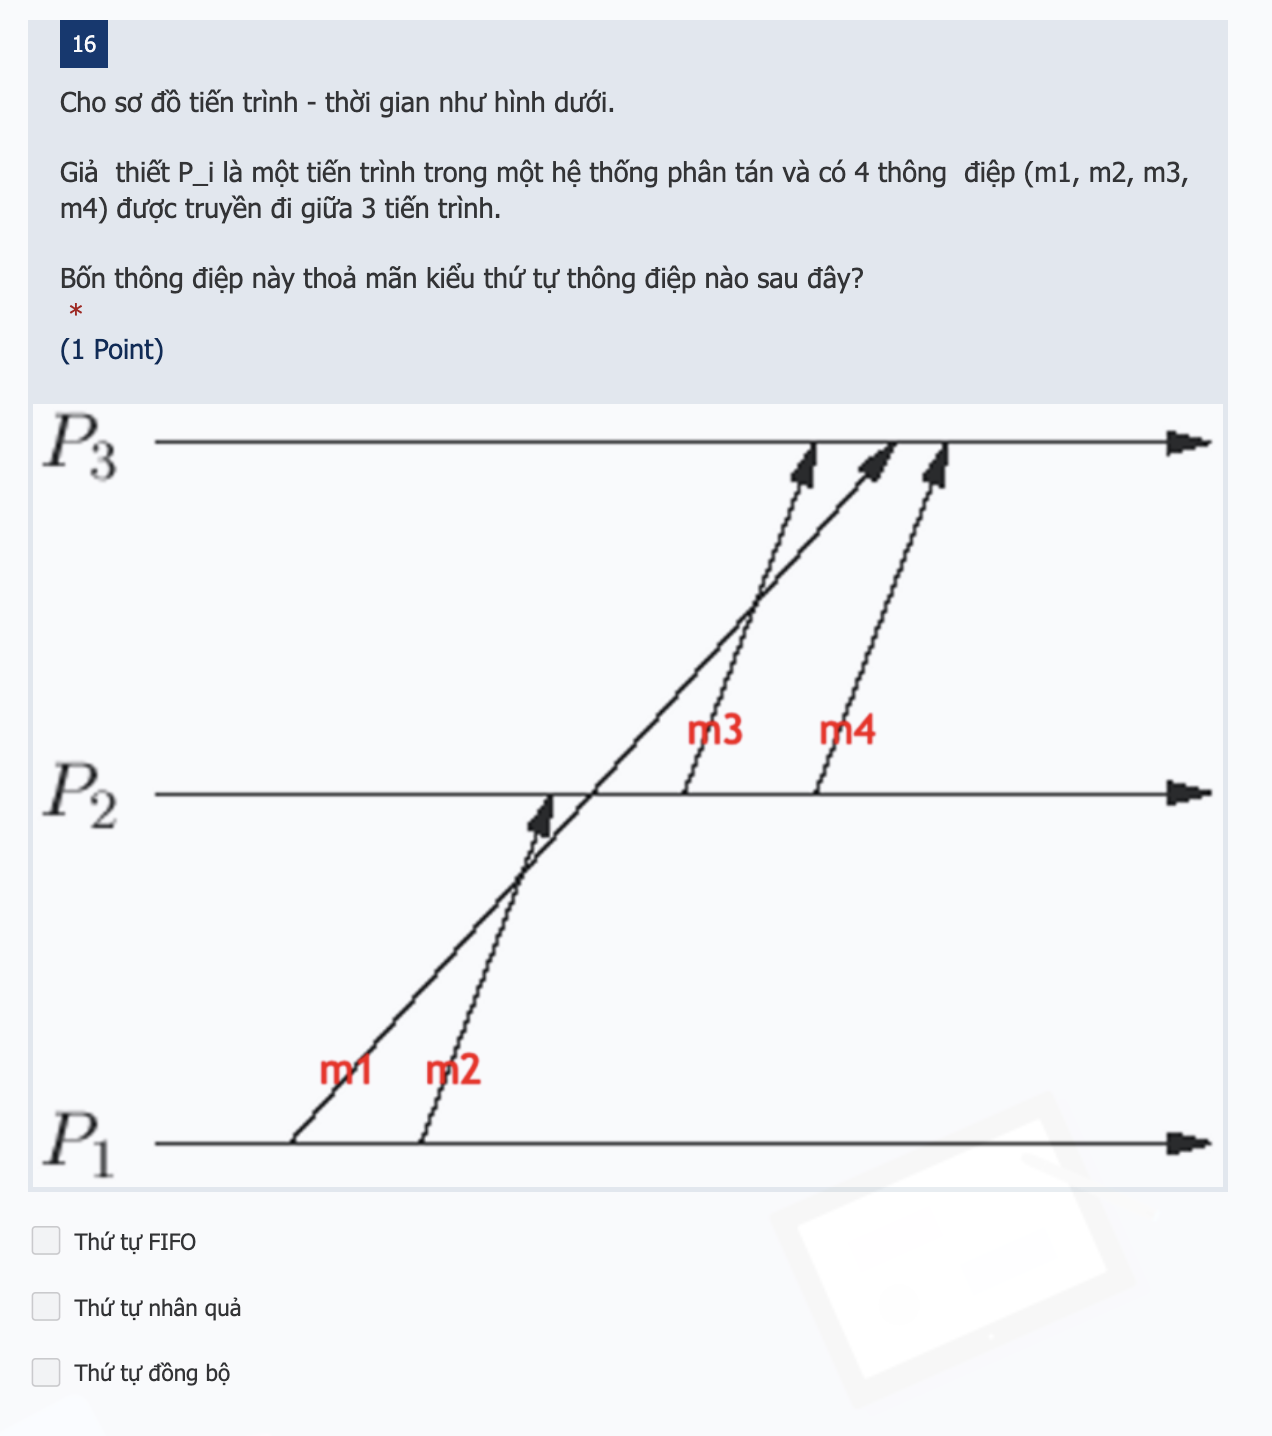 16
Cho sơ đồ tiến trình - thời gian như hình dưới.
Giả thiết P_i là một tiến trình trong một hệ thống phân tán và có 4 thông điệp (m1, m2, m3,
m4) được truyền đi giữa 3 tiến trình.
Bốn thông điệp này thoả mãn kiểu thứ tự thông điệp nào sau đây?
*
(1 Point)
P3
m3 m4
P2
m1 m2
P1
Thứ tự FIFO
Thứ tự nhân quả
Thứ tự đồng bộ